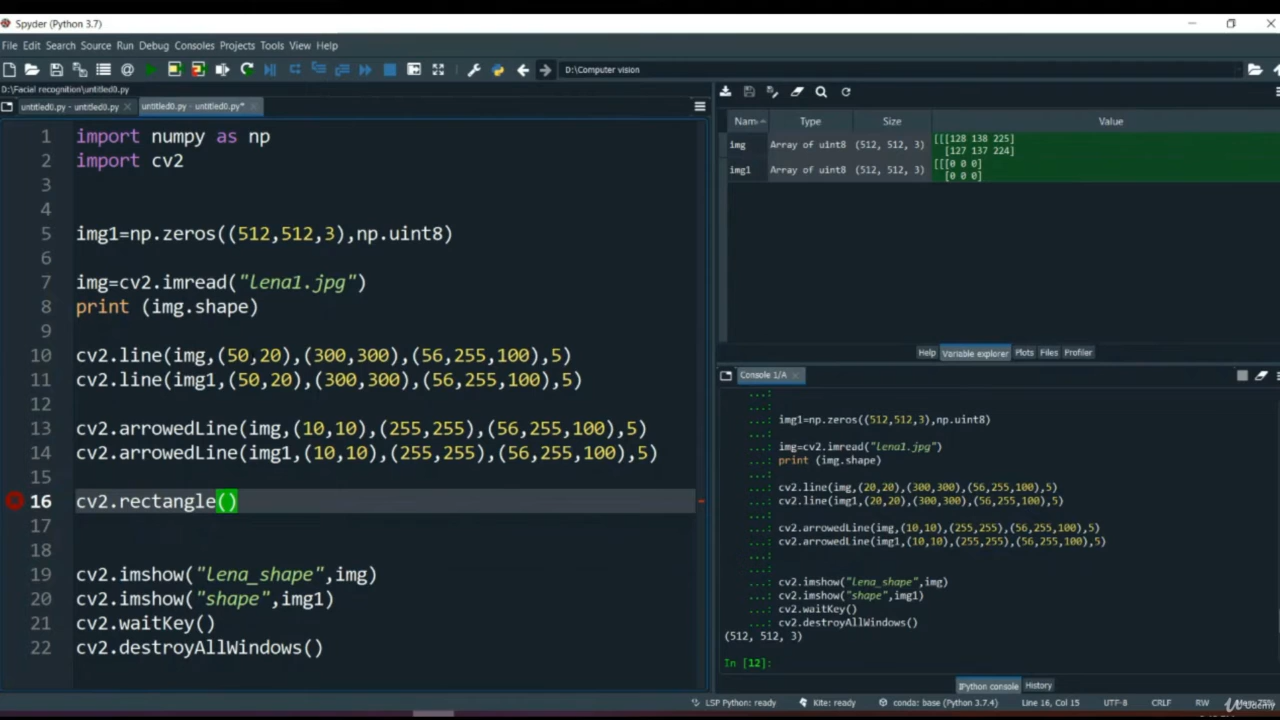 Spyder (Python 3.7)
File Edit Search Source Run Debug Consoles Projects Tools View Help
D:\Computer vision
D:\Facial recognition\untitled0.py
untitled0.py - untitled0.py
untitled0.py - untitled0.py*
1 import numpy as np
2 import cv2
3
4
5 img1=np.zeros((512,512,3),np.uint8)
6
7 img=cv2.imread("lena1.jpg")
8 print (img.shape)
9
10 cv2.line(img,(50,20),(300,300),(56,255,100),5)
11 cv2.line(img1,(50,20),(300,300),(56,255,100),5)
12
13 cv2.arrowedLine(img,(10,10),(255,255),(56,255,100),5)
14 cv2.arrowedLine(img1,(10,10),(255,255),(56,255,100),5)
15
16 cv2.rectangle()
17
18
19 cv2.imshow("lena_shape",img)
20 cv2.imshow("shape",img1)
21 cv2.waitKey()
22 cv2.destroyAllWindows()
Nam Type Size Value
img Array of uint8 (512, 512, 3) [[[128 138 225]
[127 137 224]
img1 Array of uint8 (512, 512, 3) [[[0 0 0]
[0 0 0]
Help Variable explorer Plots Files Profiler
Console 1/A
...:
...:
...: img1=np.zeros((512,512,3),np.uint8)
...:
...: img=cv2.imread("lena1.jpg")
...: print (img.shape)
...:
...: cv2.line(img,(20,20),(300,300),(56,255,100),5)
...: cv2.line(img1,(20,20),(300,300),(56,255,100),5)
...:
...: cv2.arrowedLine(img,(10,10),(255,255),(56,255,100),5)
...: cv2.arrowedLine(img1,(10,10),(255,255),(56,255,100),5)
...:
...:
...: cv2.imshow("lena_shape",img)
...: cv2.imshow("shape",img1)
...: cv2.waitKey()
...: cv2.destroyAllWindows()
(512, 512, 3)
In [12]:
IPython console History
LSP Python: ready Kite: ready conda: base (Python 3.7.4) Line 16, Col 15 UTF-8 CRLF RW
Udemy